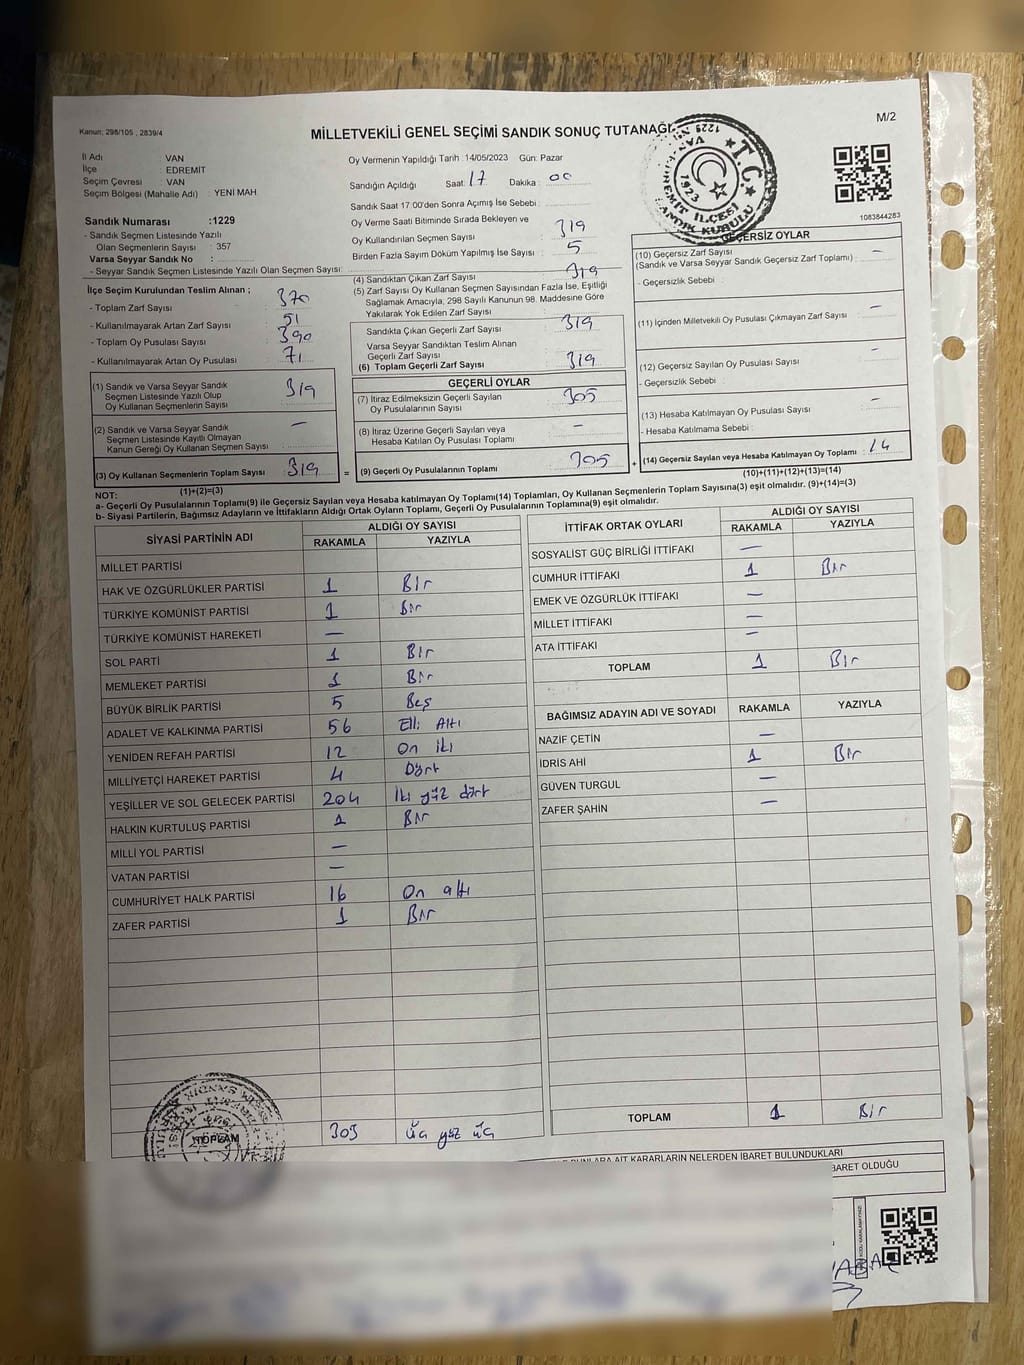 Kanun; 298/105 , 2839/4
MİLLETVEKİLİ GENEL SEÇİMİ SANDIK SONUÇ TUTANAĞI
M/2
İl Adı : VAN
İlçe : EDREMIT
Seçim Çevresi : VAN
Seçim Bölgesi (Mahalle Adı) : YENİ MAH
Sandık Numarası :1229
- Sandık Seçmen Listesinde Yazılı
Olan Seçmenlerin Sayısı : 357
Varsa Seyyar Sandık No :
- Seyyar Sandık Seçmen Listesinde Yazılı Olan Seçmen Sayısı:
İlçe Seçim Kurulundan Teslim Alınan ;
- Toplam Zarf Sayısı : 370
- Kullanılmayarak Artan Zarf Sayısı : 51
- Toplam Oy Pusulası Sayısı : 390
- Kullanılmayarak Artan Oy Pusulası : 71
(1) Sandık ve Varsa Seyyar Sandık
Seçmen Listesinde Yazılı Olup
Oy Kullanan Seçmenlerin Sayısı : 319
(2) Sandık ve Varsa Seyyar Sandık
Seçmen Listesinde Kayıtlı Olmayan
Kanun Gereği Oy Kullanan Seçmen Sayısı : —
(3) Oy Kullanan Seçmenlerin Toplam Sayısı : 319
(1)+(2)=(3)
Oy Vermenin Yapıldığı Tarih :14/05/2023 Gün: Pazar
Sandığın Açıldığı Saat: 17 Dakika : 00
Sandık Saat 17:00'den Sonra Açımış İse Sebebi :
Oy Verme Saati Bitiminde Sırada Bekleyen ve
Oy Kullandırılan Seçmen Sayısı : 319
Birden Fazla Sayım Döküm Yapılmış İse Sayısı : 5
(4) Sandıktan Çıkan Zarf Sayısı : 319
(5) Zarf Sayısı Oy Kullanan Seçmen Sayısından Fazla İse, Eşitliği
Sağlamak Amacıyla, 298 Sayılı Kanunun 98. Maddesine Göre
Yakılarak Yok Edilen Zarf Sayısı :
Sandıkta Çıkan Geçerli Zarf Sayısı : 319
Varsa Seyyar Sandıktan Teslim Alınan
Geçerli Zarf Sayısı :
(6) Toplam Geçerli Zarf Sayısı : 319
GEÇERLİ OYLAR
(7) İtiraz Edilmeksizin Geçerli Sayılan
Oy Pusulalarının Sayısı : 305
(8) İtiraz Üzerine Geçerli Sayılan veya
Hesaba Katılan Oy Pusulası Toplamı : —
= (9) Geçerli Oy Pusulalarının Toplamı : 305
1083844283
GEÇERSİZ OYLAR
(10) Geçersiz Zarf Sayısı
(Sandık ve Varsa Seyyar Sandık Geçersiz Zarf Toplamı) : —
- Geçersizlik Sebebi :
(11) İçinden Milletvekili Oy Pusulası Çıkmayan Zarf Sayısı : —
(12) Geçersiz Sayılan Oy Pusulası Sayısı : —
- Geçersizlik Sebebi :
(13) Hesaba Katılmayan Oy Pusulası Sayısı : —
- Hesaba Katılmama Sebebi :
+ (14) Geçersiz Sayılan veya Hesaba Katılmayan Oy Toplamı : 14
(10)+(11)+(12)+(13)=(14)
NOT:
a- Geçerli Oy Pusulalarının Toplamı(9) ile Geçersiz Sayılan veya Hesaba katılmayan Oy Toplamı(14) Toplamları, Oy Kullanan Seçmenlerin Toplam Sayısına(3) eşit olmalıdır. (9)+(14)=(3)
b- Siyasi Partilerin, Bağımsız Adayların ve İttifakların Aldığı Ortak Oyların Toplamı, Geçerli Oy Pusulalarının Toplamına(9) eşit olmalıdır.
SİYASİ PARTİNİN ADI ALDIĞI OY SAYISI
RAKAMLA YAZIYLA
MİLLET PARTİSİ
HAK VE ÖZGÜRLÜKLER PARTİSİ 1 Bir
TÜRKİYE KOMÜNİST PARTİSİ 1 Bir
TÜRKİYE KOMÜNİST HAREKETİ —
SOL PARTİ 1 Bir
MEMLEKET PARTİSİ 1 Bir
BÜYÜK BİRLİK PARTİSİ 5 Beş
ADALET VE KALKINMA PARTİSİ 56 Elli Altı
YENİDEN REFAH PARTİSİ 12 On iki
MİLLİYETÇİ HAREKET PARTİSİ 4 Dört
YEŞİLLER VE SOL GELECEK PARTİSİ 204 İki yüz dört
HALKIN KURTULUŞ PARTİSİ 1 Bir
MİLLİ YOL PARTİSİ —
VATAN PARTİSİ —
CUMHURİYET HALK PARTİSİ 16 On altı
ZAFER PARTİSİ 1 Bir
TOPLAM 303 Üç yüz üç
İTTİFAK ORTAK OYLARI ALDIĞI OY SAYISI
RAKAMLA YAZIYLA
SOSYALİST GÜÇ BİRLİĞİ İTTİFAKI —
CUMHUR İTTİFAKI 1 Bir
EMEK VE ÖZGÜRLÜK İTTİFAKI —
MİLLET İTTİFAKI —
ATA İTTİFAKI —
TOPLAM 1 Bir
BAĞIMSIZ ADAYIN ADI VE SOYADI RAKAMLA YAZIYLA
NAZİF ÇETİN —
İDRİS AHİ 1 Bir
GÜVEN TURGUL —
ZAFER ŞAHİN —
TOPLAM 1 Bir
BUNLARA AİT KARARLARIN NELERDEN İBARET BULUNDUKLARI
BARET OLDUĞU
T.C.
VAN
EDREMİT İLÇESİ
1229 NO
SANDIK KURULU
1923